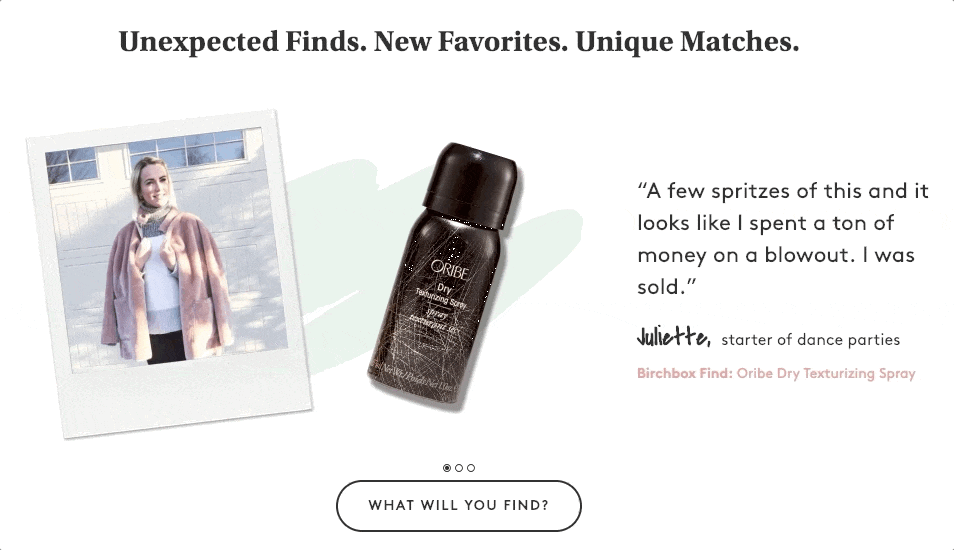 Unexpected Finds. New Favorites. Unique Matches.
ORIBE
Dry
Texturizing Spray
spray
“A few spritzes of this and it
looks like I spent a ton of
money on a blowout. I was
sold.”
Juliette, starter of dance parties
Birchbox Find: Oribe Dry Texturizing Spray
WHAT WILL YOU FIND?